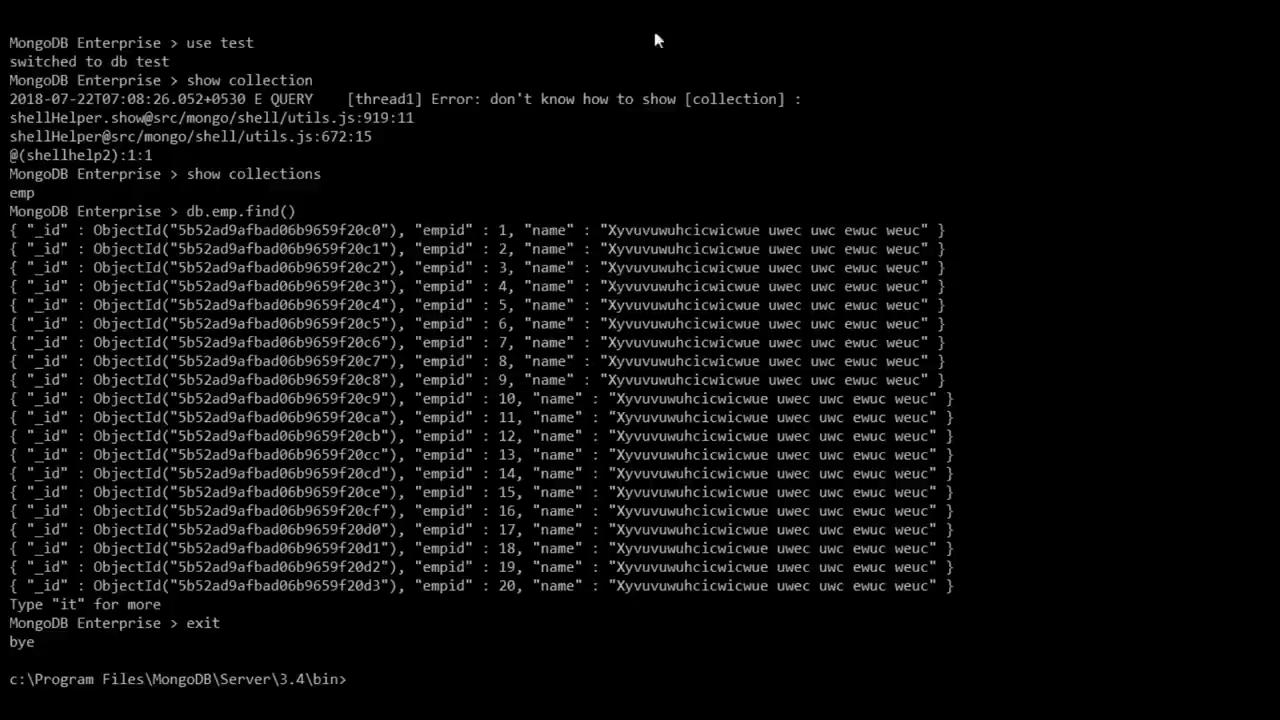 MongoDB Enterprise > use test
switched to db test
MongoDB Enterprise > show collection
2018-07-22T07:08:26.052+0530 E QUERY    [thread1] Error: don't know how to show [collection] :
shellHelper.show@src/mongo/shell/utils.js:919:11
shellHelper@src/mongo/shell/utils.js:672:15
@(shellhelp2):1:1
MongoDB Enterprise > show collections
emp
MongoDB Enterprise > db.emp.find()
{ "_id" : ObjectId("5b52ad9afbad06b9659f20c0"), "empid" : 1, "name" : "Xyvuvuwuhcicwicwue uwec uwc ewuc weuc" }
{ "_id" : ObjectId("5b52ad9afbad06b9659f20c1"), "empid" : 2, "name" : "Xyvuvuwuhcicwicwue uwec uwc ewuc weuc" }
{ "_id" : ObjectId("5b52ad9afbad06b9659f20c2"), "empid" : 3, "name" : "Xyvuvuwuhcicwicwue uwec uwc ewuc weuc" }
{ "_id" : ObjectId("5b52ad9afbad06b9659f20c3"), "empid" : 4, "name" : "Xyvuvuwuhcicwicwue uwec uwc ewuc weuc" }
{ "_id" : ObjectId("5b52ad9afbad06b9659f20c4"), "empid" : 5, "name" : "Xyvuvuwuhcicwicwue uwec uwc ewuc weuc" }
{ "_id" : ObjectId("5b52ad9afbad06b9659f20c5"), "empid" : 6, "name" : "Xyvuvuwuhcicwicwue uwec uwc ewuc weuc" }
{ "_id" : ObjectId("5b52ad9afbad06b9659f20c6"), "empid" : 7, "name" : "Xyvuvuwuhcicwicwue uwec uwc ewuc weuc" }
{ "_id" : ObjectId("5b52ad9afbad06b9659f20c7"), "empid" : 8, "name" : "Xyvuvuwuhcicwicwue uwec uwc ewuc weuc" }
{ "_id" : ObjectId("5b52ad9afbad06b9659f20c8"), "empid" : 9, "name" : "Xyvuvuwuhcicwicwue uwec uwc ewuc weuc" }
{ "_id" : ObjectId("5b52ad9afbad06b9659f20c9"), "empid" : 10, "name" : "Xyvuvuwuhcicwicwue uwec uwc ewuc weuc" }
{ "_id" : ObjectId("5b52ad9afbad06b9659f20ca"), "empid" : 11, "name" : "Xyvuvuwuhcicwicwue uwec uwc ewuc weuc" }
{ "_id" : ObjectId("5b52ad9afbad06b9659f20cb"), "empid" : 12, "name" : "Xyvuvuwuhcicwicwue uwec uwc ewuc weuc" }
{ "_id" : ObjectId("5b52ad9afbad06b9659f20cc"), "empid" : 13, "name" : "Xyvuvuwuhcicwicwue uwec uwc ewuc weuc" }
{ "_id" : ObjectId("5b52ad9afbad06b9659f20cd"), "empid" : 14, "name" : "Xyvuvuwuhcicwicwue uwec uwc ewuc weuc" }
{ "_id" : ObjectId("5b52ad9afbad06b9659f20ce"), "empid" : 15, "name" : "Xyvuvuwuhcicwicwue uwec uwc ewuc weuc" }
{ "_id" : ObjectId("5b52ad9afbad06b9659f20cf"), "empid" : 16, "name" : "Xyvuvuwuhcicwicwue uwec uwc ewuc weuc" }
{ "_id" : ObjectId("5b52ad9afbad06b9659f20d0"), "empid" : 17, "name" : "Xyvuvuwuhcicwicwue uwec uwc ewuc weuc" }
{ "_id" : ObjectId("5b52ad9afbad06b9659f20d1"), "empid" : 18, "name" : "Xyvuvuwuhcicwicwue uwec uwc ewuc weuc" }
{ "_id" : ObjectId("5b52ad9afbad06b9659f20d2"), "empid" : 19, "name" : "Xyvuvuwuhcicwicwue uwec uwc ewuc weuc" }
{ "_id" : ObjectId("5b52ad9afbad06b9659f20d3"), "empid" : 20, "name" : "Xyvuvuwuhcicwicwue uwec uwc ewuc weuc" }
Type "it" for more
MongoDB Enterprise > exit
bye
c:\Program Files\MongoDB\Server\3.4\bin>